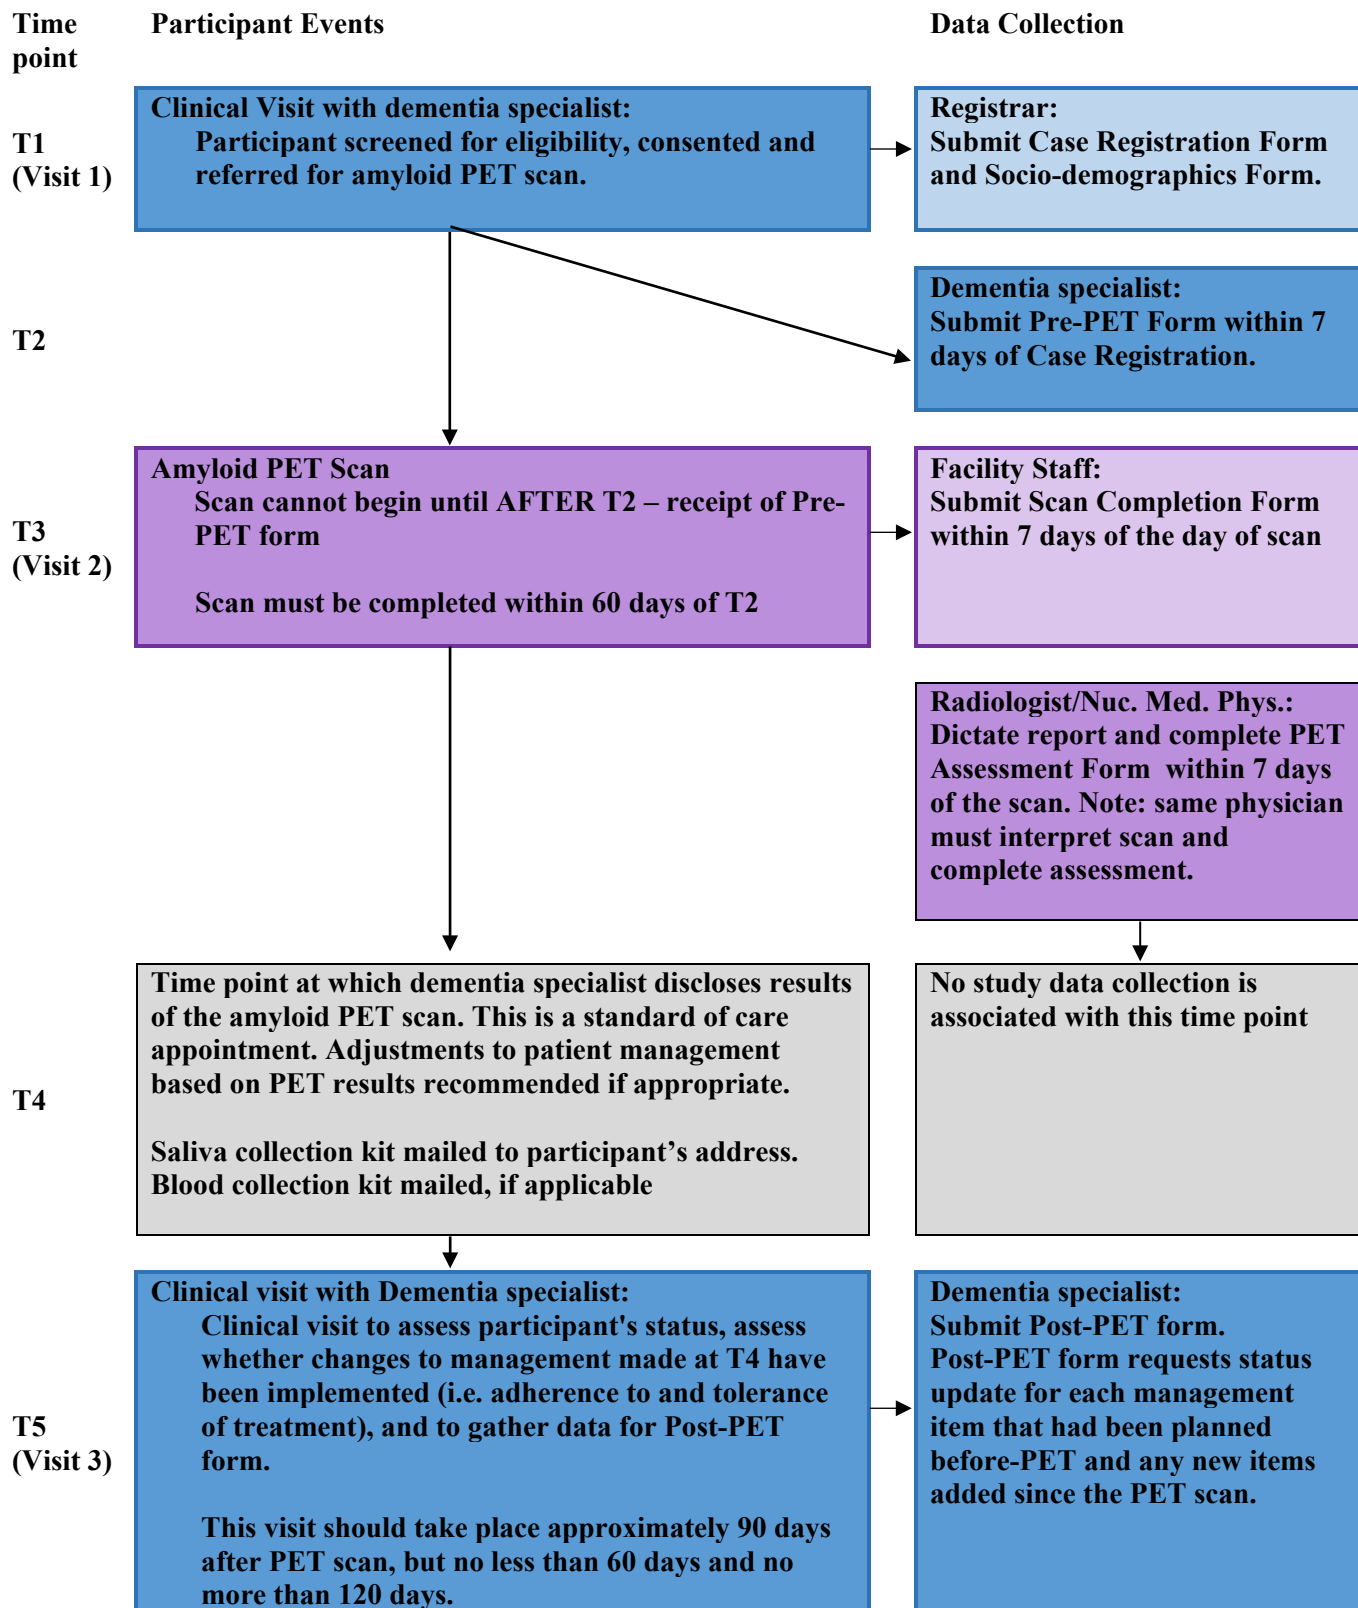 Time
point
Participant Events
Data Collection
T1
(Visit 1)
Clinical Visit with dementia specialist:
Participant screened for eligibility, consented and
referred for amyloid PET scan.
Registrar:
Submit Case Registration Form
and Socio-demographics Form.
T2
Dementia specialist:
Submit Pre-PET Form within 7
days of Case Registration.
T3
(Visit 2)
Amyloid PET Scan
Scan cannot begin until AFTER T2 – receipt of Pre-
PET form
Scan must be completed within 60 days of T2
Facility Staff:
Submit Scan Completion Form
within 7 days of the day of scan
Radiologist/Nuc. Med. Phys.:
Dictate report and complete PET
Assessment Form  within 7 days
of the scan. Note: same physician
must interpret scan and
complete assessment.
T4
Time point at which dementia specialist discloses results
of the amyloid PET scan. This is a standard of care
appointment. Adjustments to patient management
based on PET results recommended if appropriate.
Saliva collection kit mailed to participant’s address.
Blood collection kit mailed, if applicable
No study data collection is
associated with this time point
T5
(Visit 3)
Clinical visit with Dementia specialist:
Clinical visit to assess participant's status, assess
whether changes to management made at T4 have
been implemented (i.e. adherence to and tolerance
of treatment), and to gather data for Post-PET
form.
This visit should take place approximately 90 days
after PET scan, but no less than 60 days and no
more than 120 days.
Dementia specialist:
Submit Post-PET form.
Post-PET form requests status
update for each management
item that had been planned
before-PET and any new items
added since the PET scan.